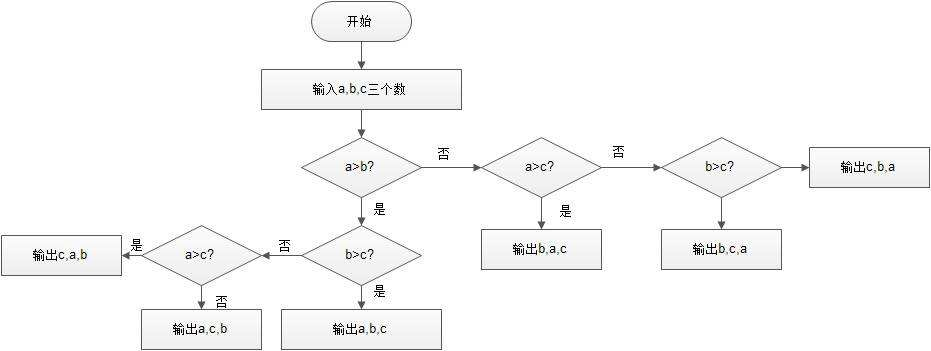 开始
输入a,b,c三个数
a>b?
否
a>c?
否
b>c?
输出c,b,a
是
是
输出b,a,c
输出b,c,a
输出c,a,b
是
a>c?
否
b>c?
否
是
输出a,c,b
输出a,b,c